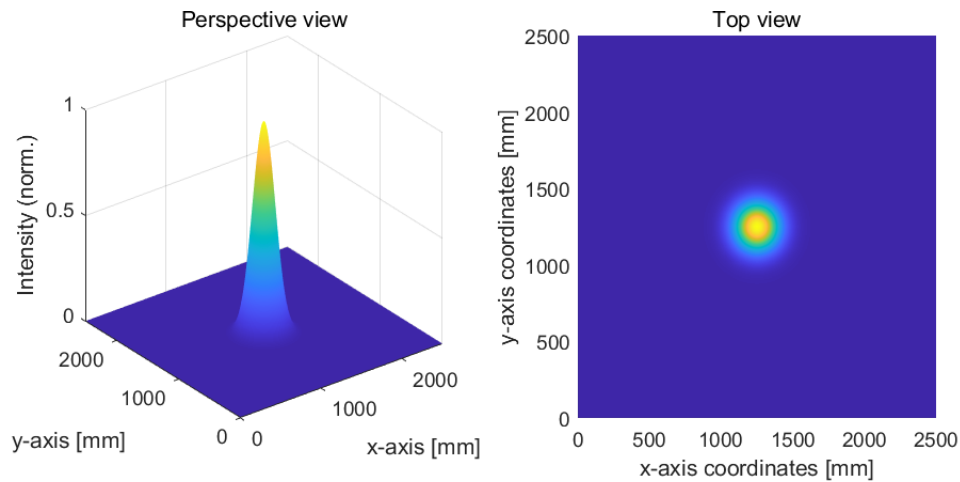 Perspective view
1
0.5
0
Intensity (norm.)
2000
1000
0
y-axis [mm]
0
1000
2000
x-axis [mm]
Top view
2500
2000
1500
1000
500
0
y-axis coordinates [mm]
0 500 1000 1500 2000 2500
x-axis coordinates [mm]